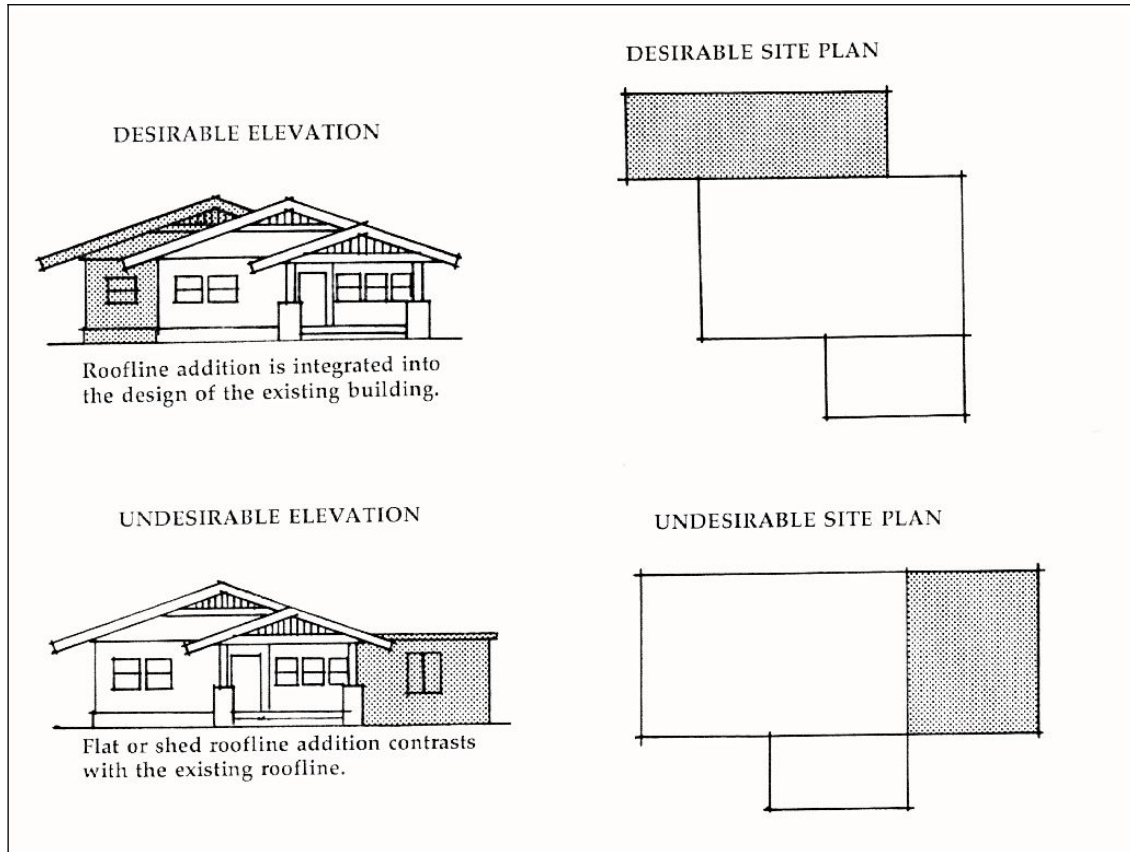 DESIRABLE SITE PLAN
DESIRABLE ELEVATION
Roofline addition is integrated into
the design of the existing building.
UNDESIRABLE ELEVATION
UNDESIRABLE SITE PLAN
Flat or shed roofline addition contrasts
with the existing roofline.